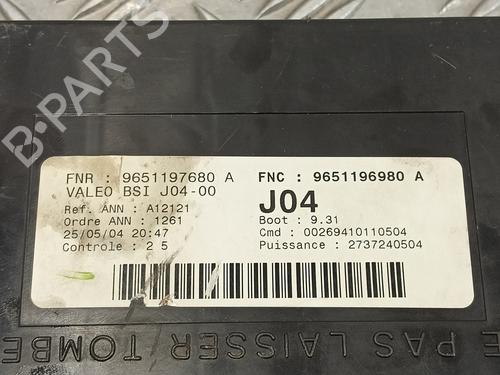 FNR : 9651197680 A
FNC : 9651196980 A
VALEO BSI J04-00
J04
Ref. ANN : A12121
Ordre ANN : 1261
Boot : 9.31
25/05/04 20:47
Cmd : 00269410110504
Controle : 2 5
Puissance : 2737240504
E PAS LAISSER TOMBE
B-PARTS